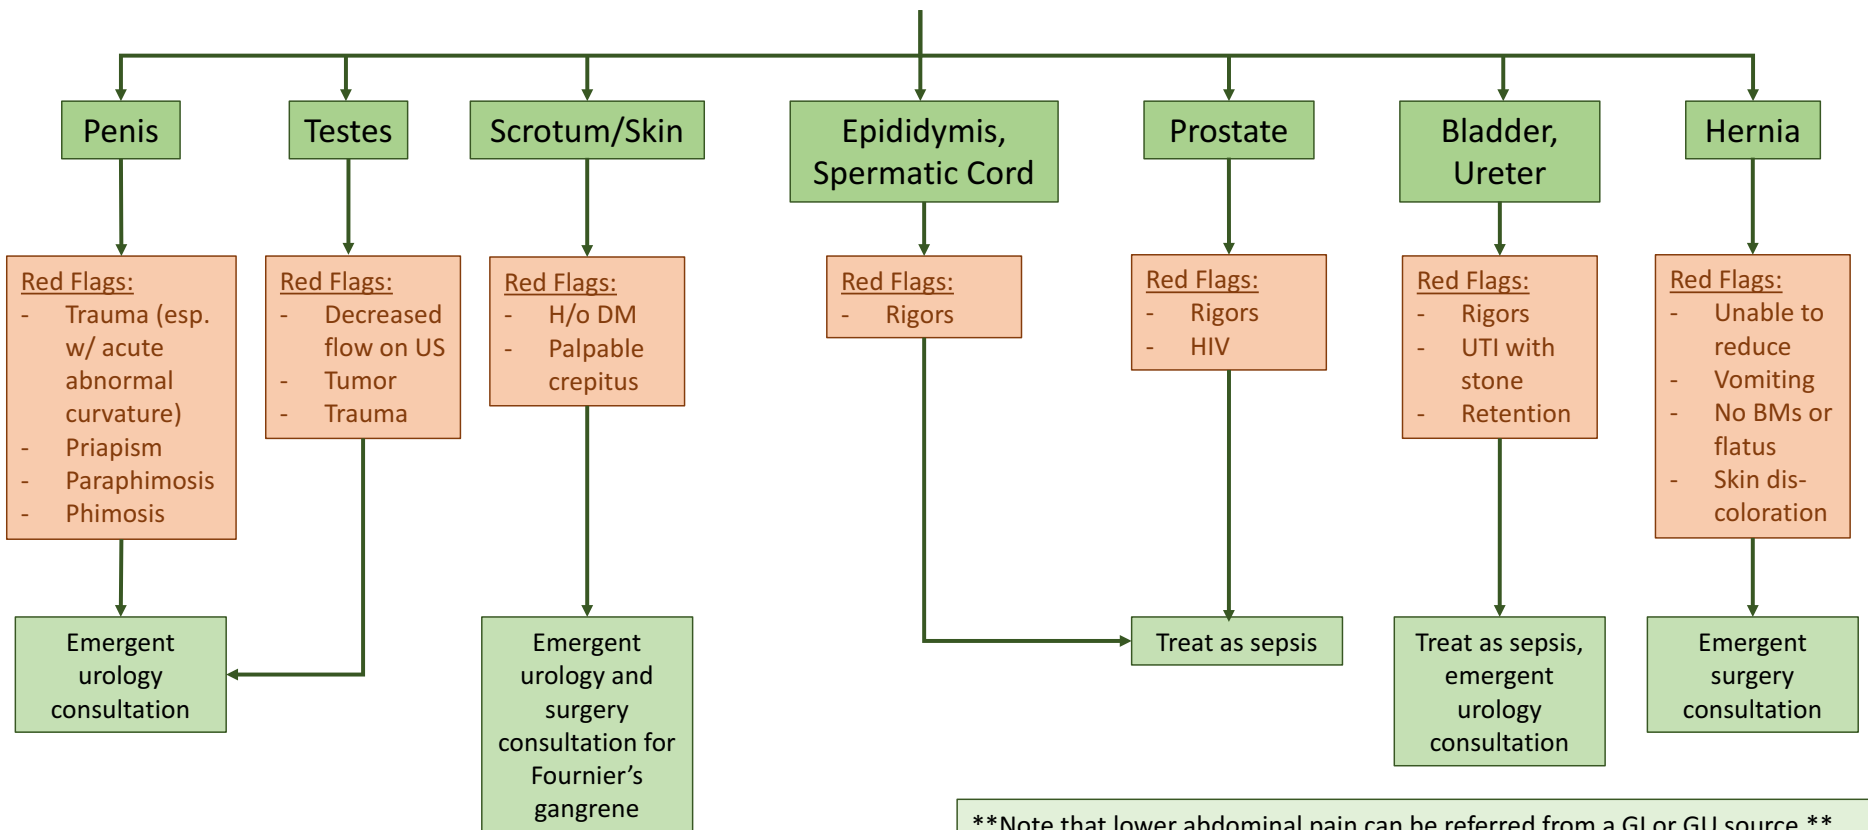 Penis
Testes
Scrotum/Skin
Epididymis,
Spermatic Cord
Prostate
Bladder,
Ureter
Hernia
Red Flags:
- Trauma (esp.
w/ acute
abnormal
curvature)
- Priapism
- Paraphimosis
- Phimosis
Red Flags:
- Decreased
flow on US
- Tumor
- Trauma
Red Flags:
- H/o DM
- Palpable
crepitus
Red Flags:
- Rigors
Red Flags:
- Rigors
- HIV
Red Flags:
- Rigors
- UTI with
stone
- Retention
Red Flags:
- Unable to
reduce
- Vomiting
- No BMs or
flatus
- Skin dis-
coloration
Emergent
urology
consultation
Emergent
urology and
surgery
consultation for
Fournier’s
gangrene
Treat as sepsis
Treat as sepsis,
emergent
urology
consultation
Emergent
surgery
consultation
**Note that lower abdominal pain can be referred from a GI or GU source.**